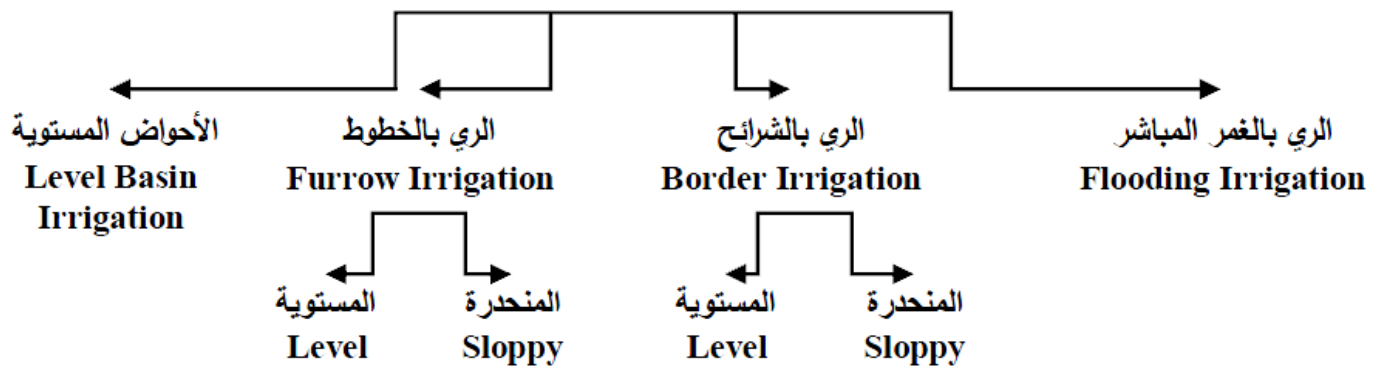 الأحواض المستوية
Level Basin
Irrigation
الري بالخطوط
Furrow Irrigation
الري بالشرائح
Border Irrigation
الري بالغمر المباشر
Flooding Irrigation
المستوية
Level
المنحدرة
Sloppy
المستوية
Level
المنحدرة
Sloppy